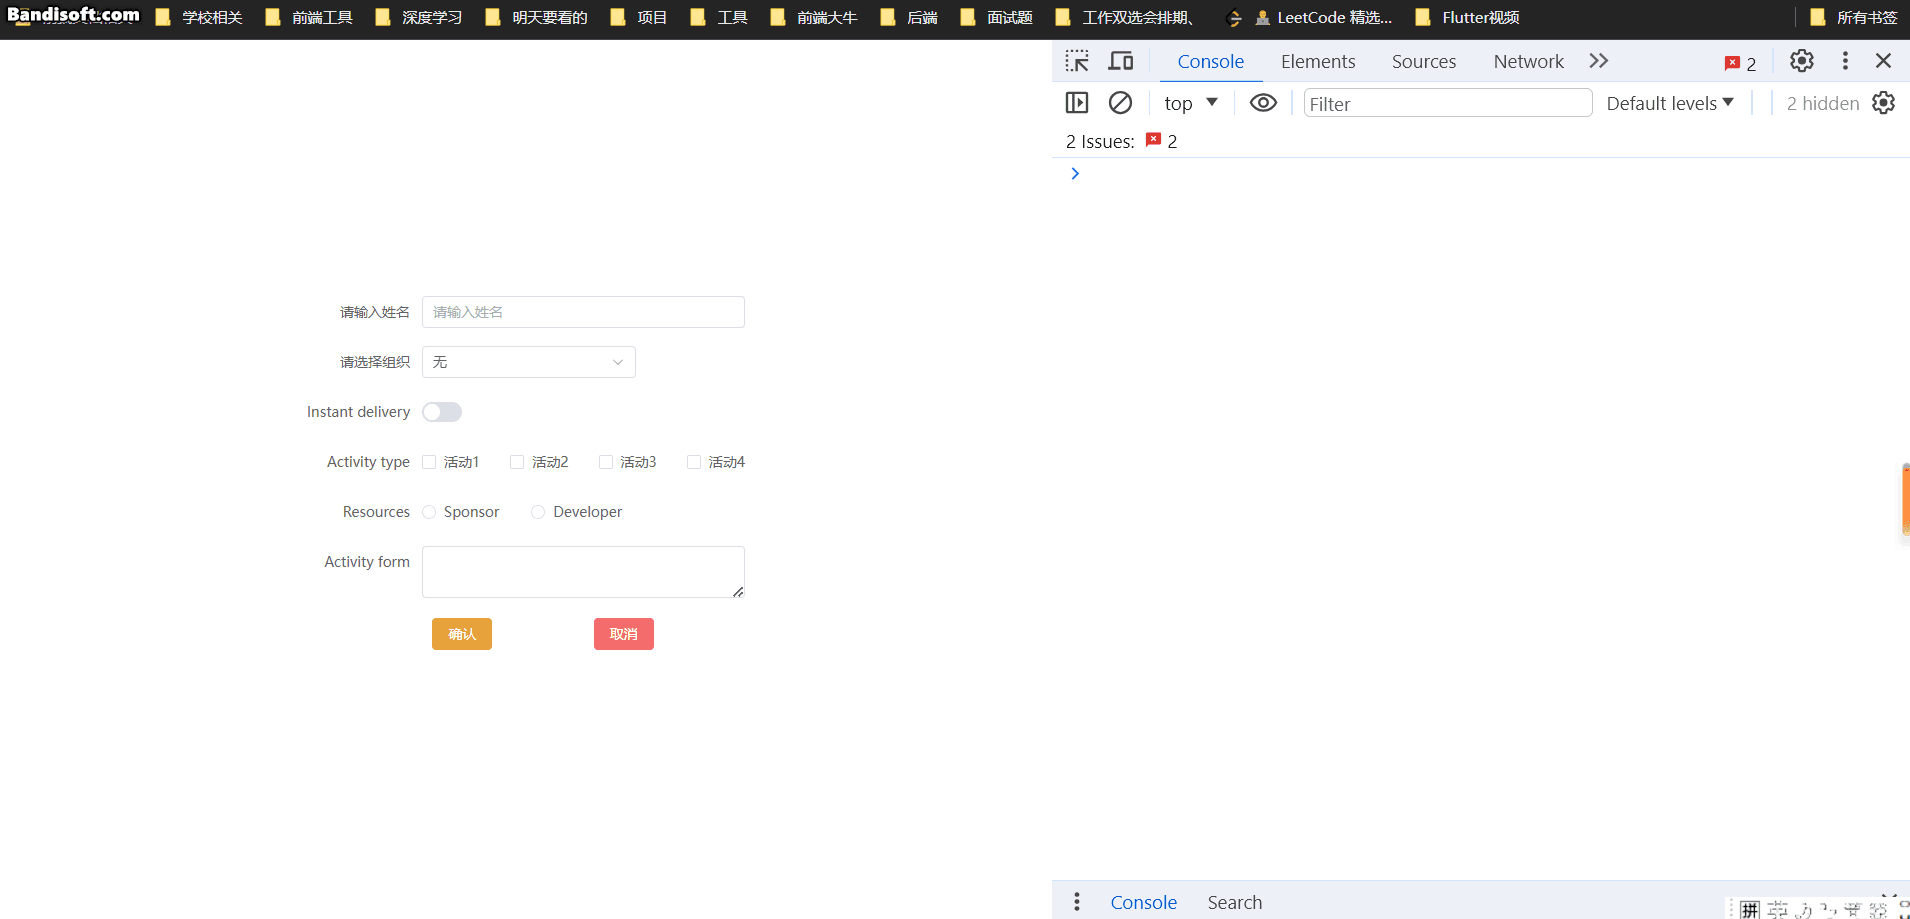 Bandisoft.com 学校相关 前端工具 深度学习 明天要看的 项目 工具 前端大牛 后端 面试题 工作双选会排期、 LeetCode 精选... Flutter视频 所有书签
Console Elements Sources Network 2
top Filter Default levels 2 hidden
2 Issues: 2
请输入姓名 请输入姓名
请选择组织 无
Instant delivery
Activity type 活动1 活动2 活动3 活动4
Resources Sponsor Developer
Activity form
确认 取消
Console Search
拼 英